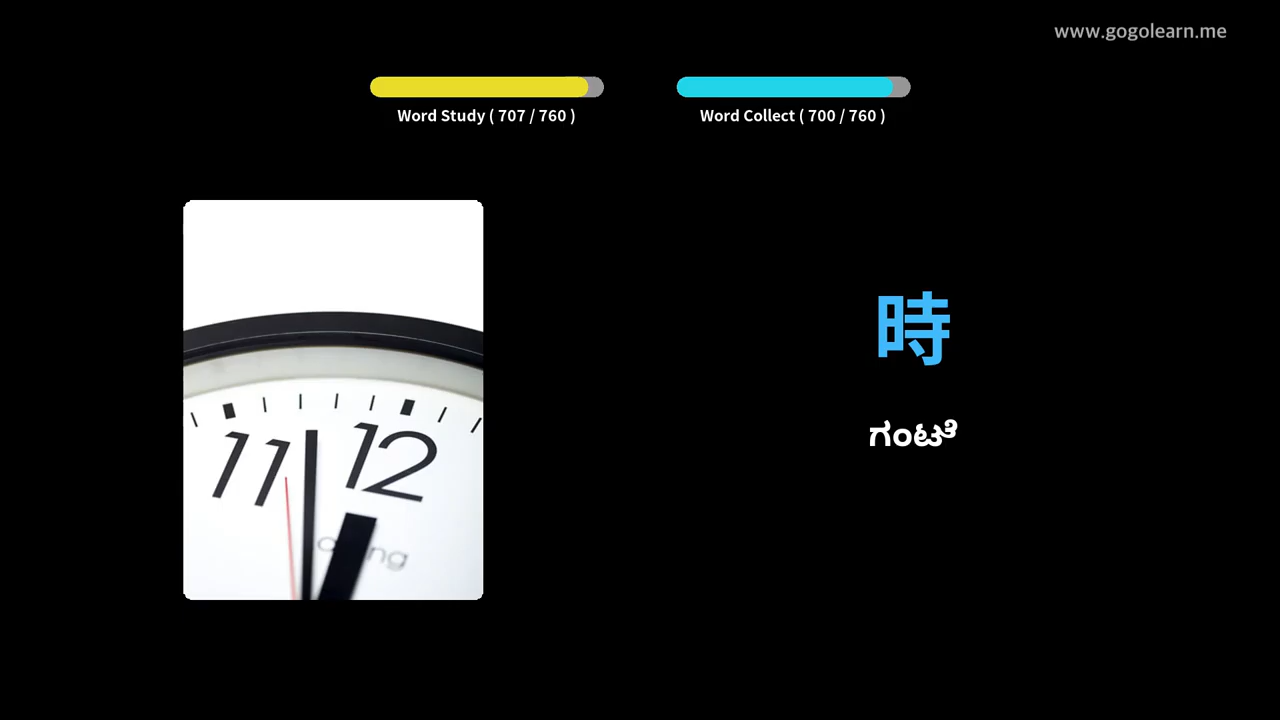 www.gogolearn.me
Word Study ( 707 / 760 )
Word Collect ( 700 / 760 )
時
ಗಂಟೆ
11
12